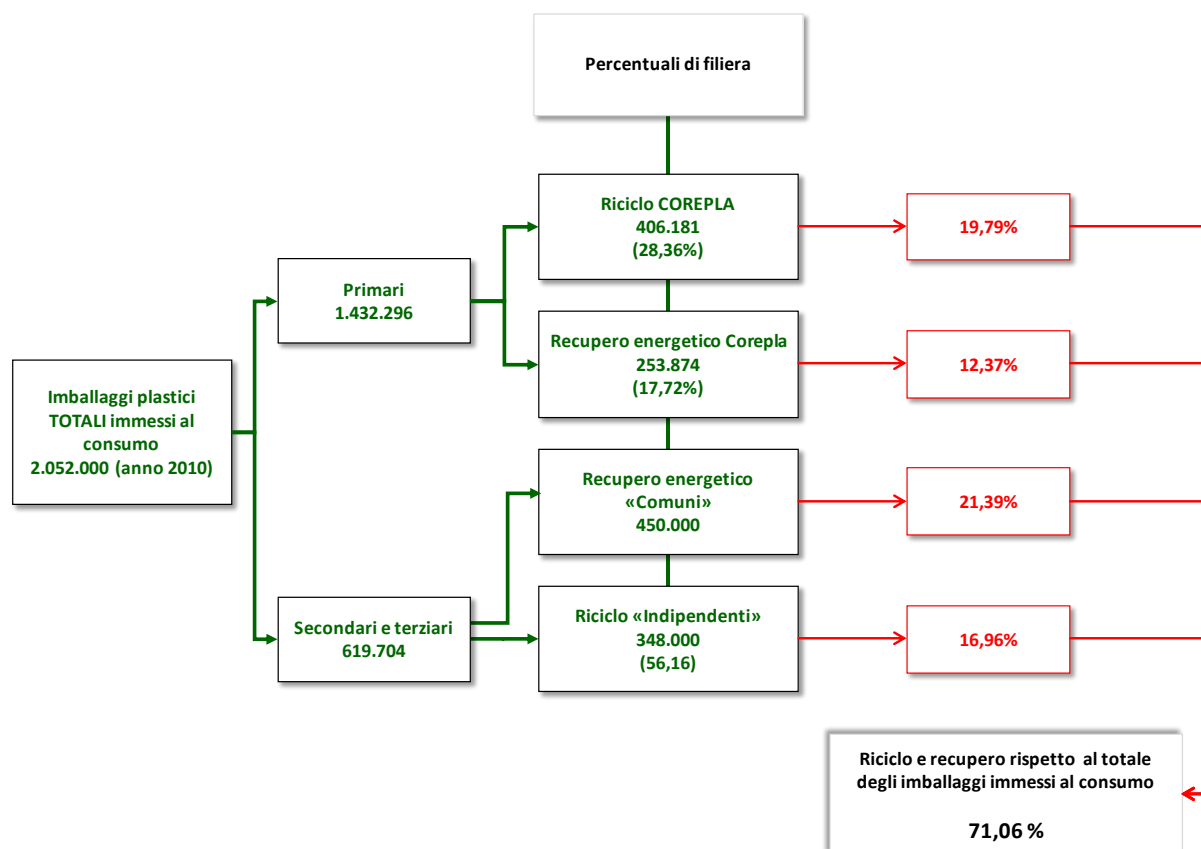 Percentuali di filiera
Riciclo COREPLA
406.181
(28,36%)
19,79%
Primari
1.432.296
Recupero energetico Corepla
253.874
(17,72%)
12,37%
Imballaggi plastici
TOTALI immessi al
consumo
2.052.000 (anno 2010)
Recupero energetico
«Comuni»
450.000
21,39%
Secondari e terziari
619.704
Riciclo «Indipendenti»
348.000
(56,16)
16,96%
Riciclo e recupero rispetto al totale
degli imballaggi immessi al consumo
71,06 %